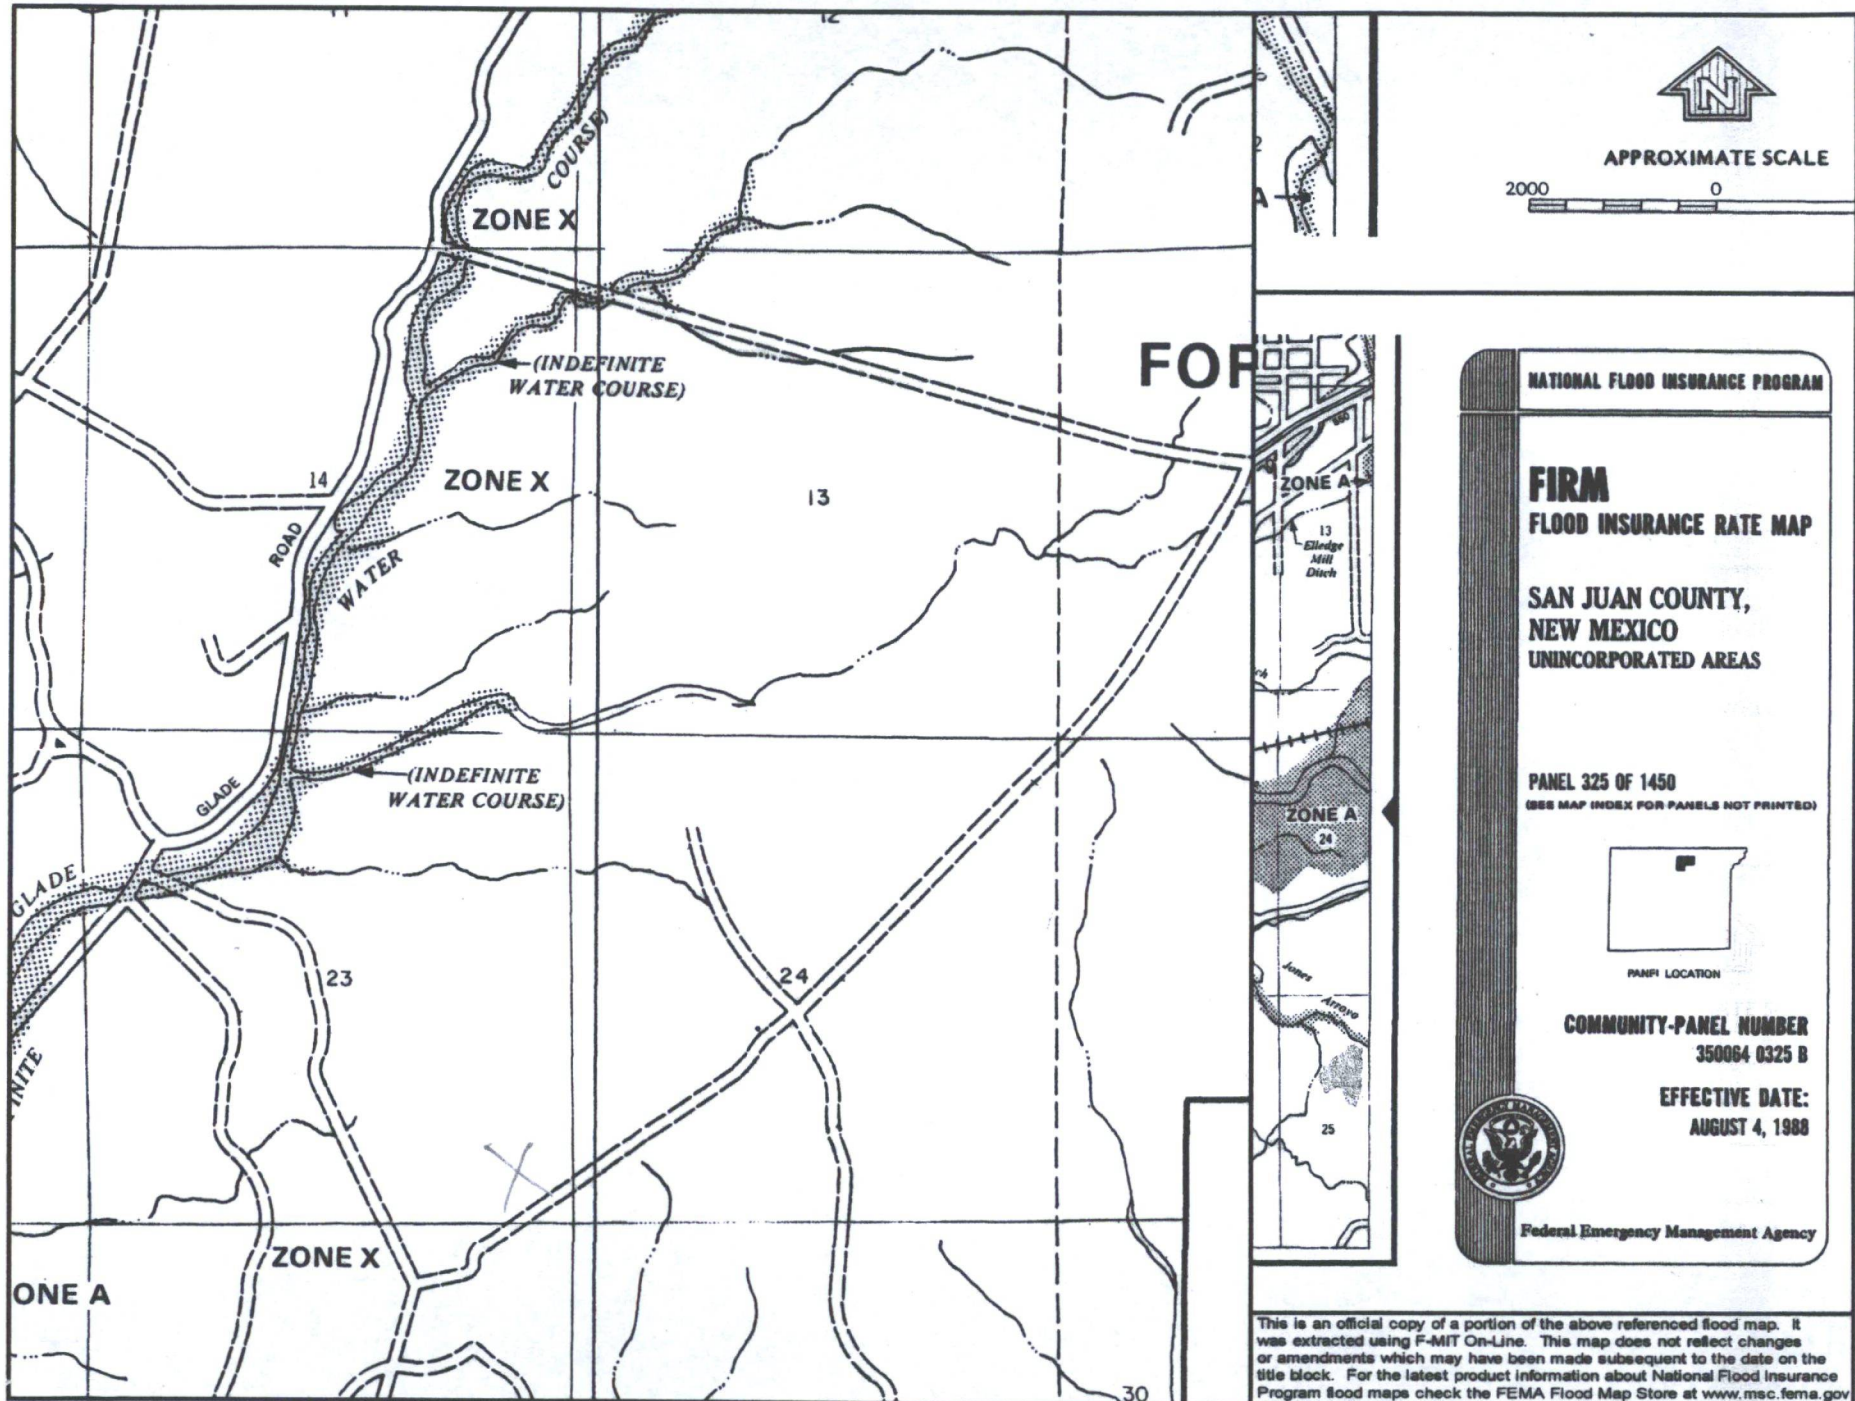 12
COURSE)
ZONE X
(INDEFINITE
WATER COURSE)
FOR
ZONE X
13
14
ROAD
WATER
(INDEFINITE
WATER COURSE)
GLADE
GLADE
23
24
INITE
ZONE X
ONE A
30
N
APPROXIMATE SCALE
2000 0
A
550
ZONE A
13
Elledge
Mill
Ditch
ch
ZONE A
24
Jones
Arroyo
25
NATIONAL FLOOD INSURANCE PROGRAM
FIRM
FLOOD INSURANCE RATE MAP
SAN JUAN COUNTY,
NEW MEXICO
UNINCORPORATED AREAS
PANEL 325 OF 1450
(SEE MAP INDEX FOR PANELS NOT PRINTED)
PANEL LOCATION
COMMUNITY-PANEL NUMBER
350064 0325 B
EFFECTIVE DATE:
AUGUST 4, 1988
Federal Emergency Management Agency
This is an official copy of a portion of the above referenced flood map. It
was extracted using F-MIT On-Line. This map does not reflect changes
or amendments which may have been made subsequent to the date on the
title block. For the latest product information about National Flood Insurance
Program flood maps check the FEMA Flood Map Store at www.msc.fema.gov